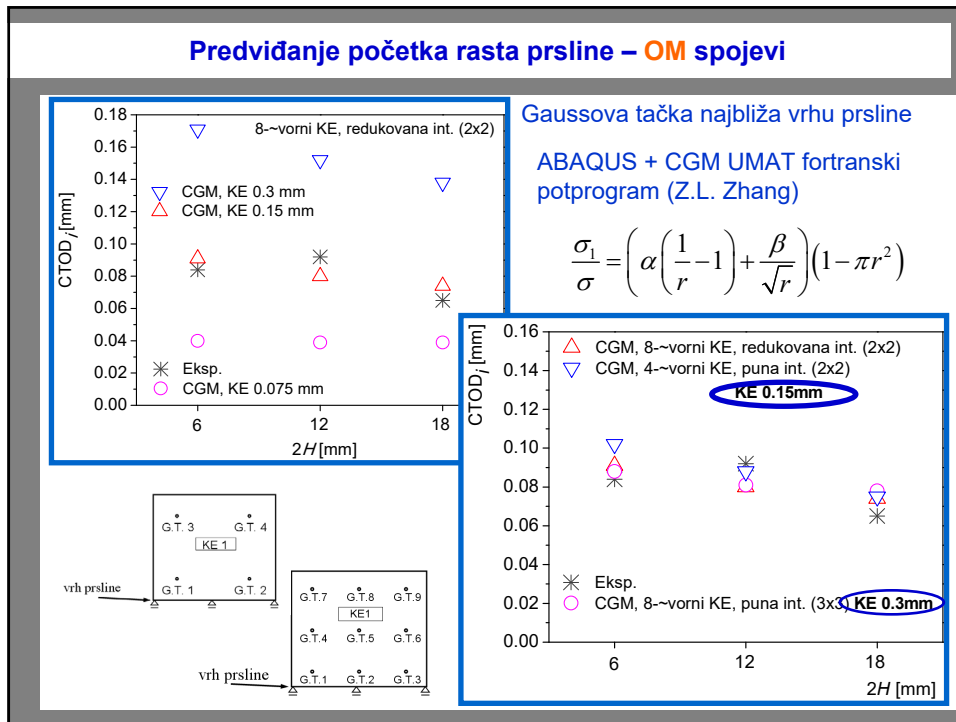 Predviđanje početka rasta prsline – OM spojevi
0.18
0.16
0.14
0.12
0.10
0.08
0.06
0.04
0.02
0.00
CTODi [mm]
8-~vorni KE, redukovana int. (2x2)
CGM, KE 0.3 mm
CGM, KE 0.15 mm
Eksp.
CGM, KE 0.075 mm
6 12 18
2H [mm]
Gaussova tačka najbliža vrhu prsline
ABAQUS + CGM UMAT fortranski
potprogram (Z.L. Zhang)
σ₁/σ = (α(1/r − 1) + β/√r)(1 − πr²)
0.16
0.14
0.12
0.10
0.08
0.06
0.04
0.02
0.00
CTODi [mm]
CGM, 8-~vorni KE, redukovana int. (2x2)
CGM, 4-~vorni KE, puna int. (2x2)
KE 0.15mm
Eksp.
CGM, 8-~vorni KE, puna int. (3x3) KE 0.3mm
6 12 18
2H [mm]
G.T. 3 G.T. 4
KE 1
G.T. 1 G.T. 2
vrh prsline
G.T.7 G.T.8 G.T.9
KE1
G.T.4 G.T.5 G.T.6
G.T.1 G.T.2 G.T.3
vrh prsline